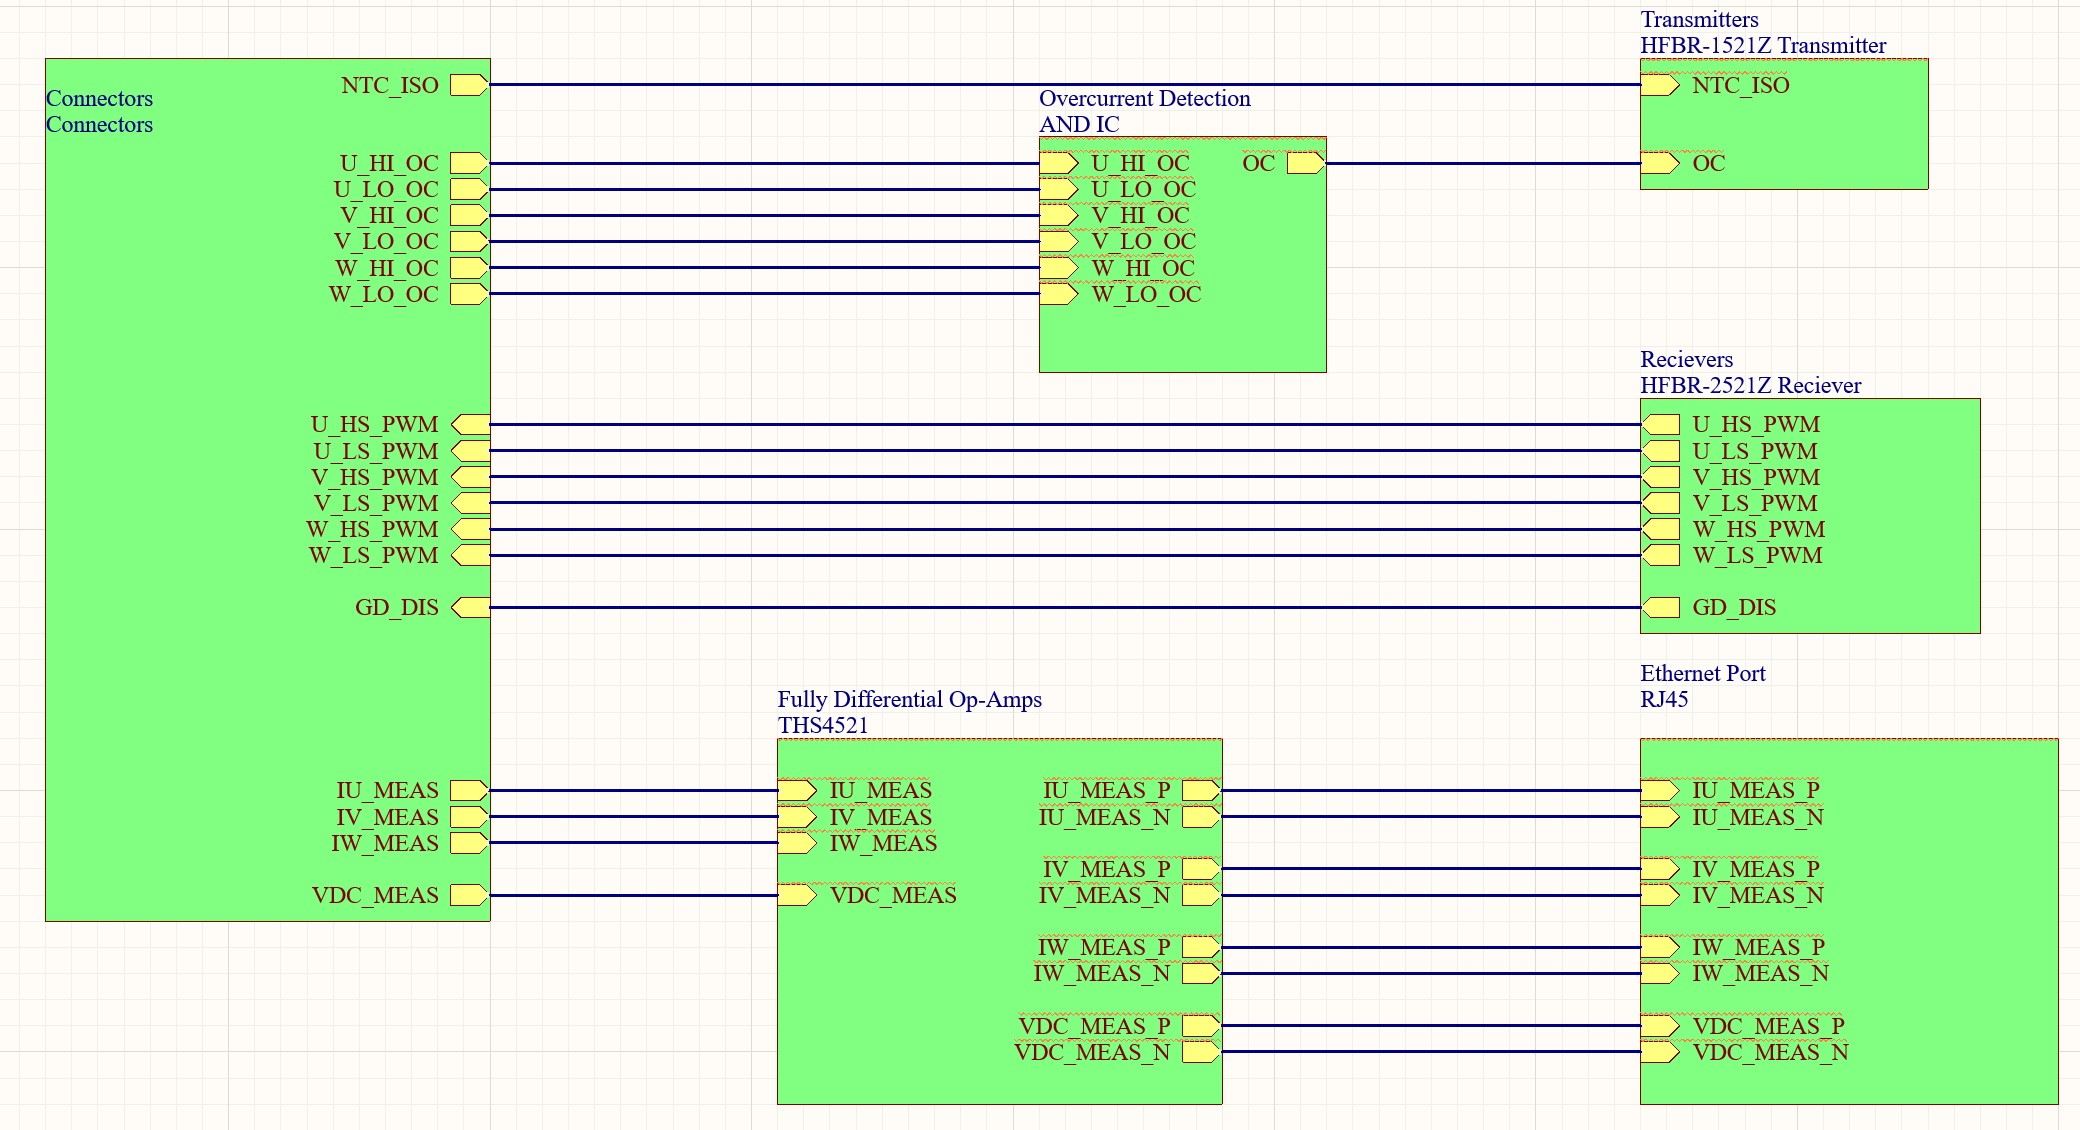 Transmitters
HFBR-1521Z Transmitter
NTC_ISO
NTC_ISO
Connectors
Connectors
Overcurrent Detection
AND IC
U_HI_OC
U_HI_OC
OC
OC
U_LO_OC
U_LO_OC
V_HI_OC
V_HI_OC
V_LO_OC
V_LO_OC
W_HI_OC
W_HI_OC
W_LO_OC
W_LO_OC
Recievers
HFBR-2521Z Reciever
U_HS_PWM
U_HS_PWM
U_LS_PWM
U_LS_PWM
V_HS_PWM
V_HS_PWM
V_LS_PWM
V_LS_PWM
W_HS_PWM
W_HS_PWM
W_LS_PWM
W_LS_PWM
GD_DIS
GD_DIS
Ethernet Port
RJ45
Fully Differential Op-Amps
THS4521
IU_MEAS
IU_MEAS
IU_MEAS_P
IU_MEAS_P
IV_MEAS
IV_MEAS
IU_MEAS_N
IU_MEAS_N
IW_MEAS
IW_MEAS
IV_MEAS_P
IV_MEAS_P
VDC_MEAS
VDC_MEAS
IV_MEAS_N
IV_MEAS_N
IW_MEAS_P
IW_MEAS_P
IW_MEAS_N
IW_MEAS_N
VDC_MEAS_P
VDC_MEAS_P
VDC_MEAS_N
VDC_MEAS_N